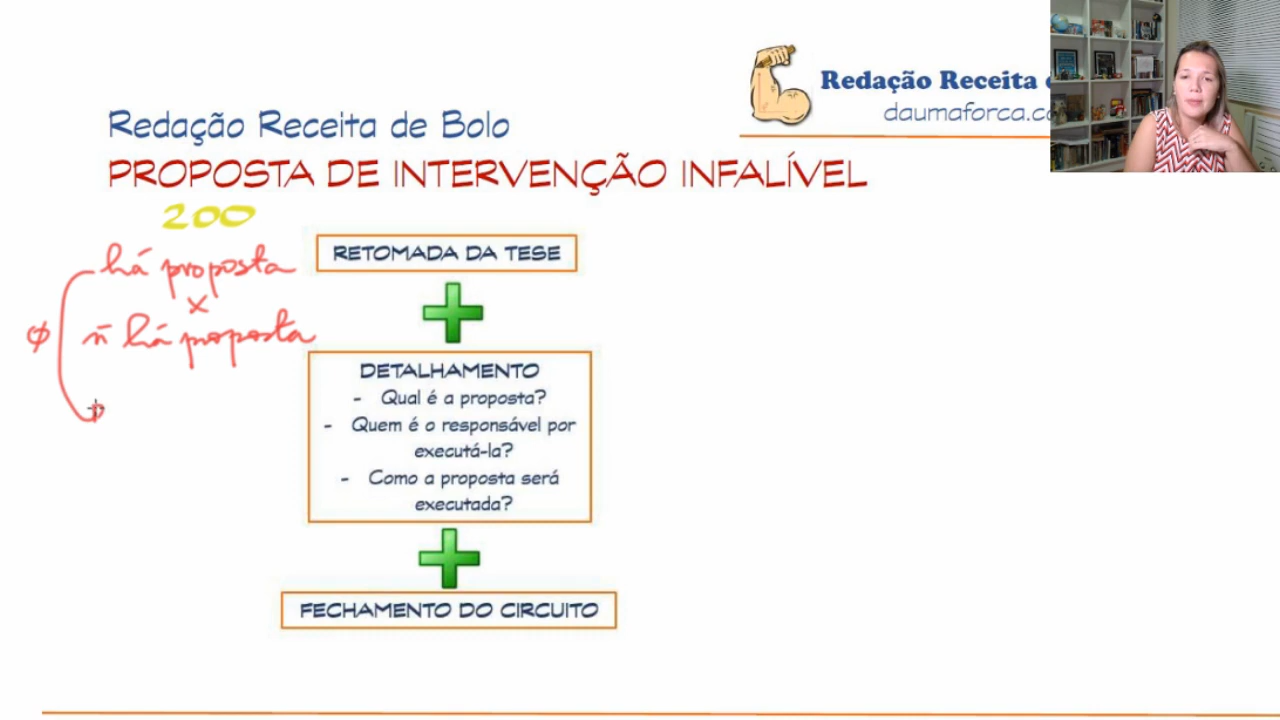 Redação Receita de Bolo
PROPOSTA DE INTERVENÇÃO INFALÍVEL
Redação Receita
daumaforca.co
200
há proposta
x
ñ há proposta
RETOMADA DA TESE
DETALHAMENTO
- Qual é a proposta?
- Quem é o responsável por
executá-la?
- Como a proposta será
executada?
FECHAMENTO DO CIRCUITO